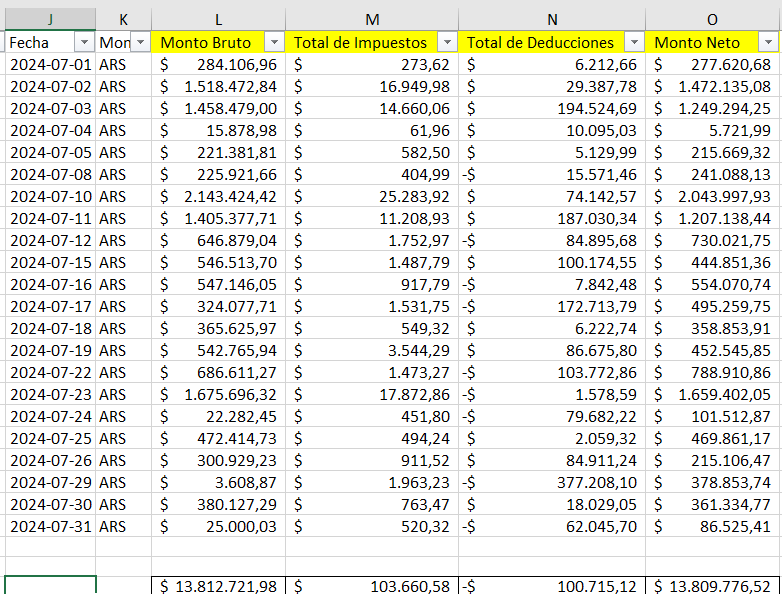 J K L M N O
Fecha Mon Monto Bruto Total de Impuestos Total de Deducciones Monto Neto
2024-07-01 ARS $ 284.106,96 $ 273,62 $ 6.212,66 $ 277.620,68
2024-07-02 ARS $ 1.518.472,84 $ 16.949,98 $ 29.387,78 $ 1.472.135,08
2024-07-03 ARS $ 1.458.479,00 $ 14.660,06 $ 194.524,69 $ 1.249.294,25
2024-07-04 ARS $ 15.878,98 $ 61,96 $ 10.095,03 $ 5.721,99
2024-07-05 ARS $ 221.381,81 $ 582,50 $ 5.129,99 $ 215.669,32
2024-07-08 ARS $ 225.921,66 $ 404,99 -$ 15.571,46 $ 241.088,13
2024-07-10 ARS $ 2.143.424,42 $ 25.283,92 $ 74.142,57 $ 2.043.997,93
2024-07-11 ARS $ 1.405.377,71 $ 11.208,93 $ 187.030,34 $ 1.207.138,44
2024-07-12 ARS $ 646.879,04 $ 1.752,97 -$ 84.895,68 $ 730.021,75
2024-07-15 ARS $ 546.513,70 $ 1.487,79 $ 100.174,55 $ 444.851,36
2024-07-16 ARS $ 547.146,05 $ 917,79 -$ 7.842,48 $ 554.070,74
2024-07-17 ARS $ 324.077,71 $ 1.531,75 -$ 172.713,79 $ 495.259,75
2024-07-18 ARS $ 365.625,97 $ 549,32 $ 6.222,74 $ 358.853,91
2024-07-19 ARS $ 542.765,94 $ 3.544,29 $ 86.675,80 $ 452.545,85
2024-07-22 ARS $ 686.611,27 $ 1.473,27 -$ 103.772,86 $ 788.910,86
2024-07-23 ARS $ 1.675.696,32 $ 17.872,86 -$ 1.578,59 $ 1.659.402,05
2024-07-24 ARS $ 22.282,45 $ 451,80 -$ 79.682,22 $ 101.512,87
2024-07-25 ARS $ 472.414,73 $ 494,24 $ 2.059,32 $ 469.861,17
2024-07-26 ARS $ 300.929,23 $ 911,52 $ 84.911,24 $ 215.106,47
2024-07-29 ARS $ 3.608,87 $ 1.963,23 -$ 377.208,10 $ 378.853,74
2024-07-30 ARS $ 380.127,29 $ 763,47 $ 18.029,05 $ 361.334,77
2024-07-31 ARS $ 25.000,03 $ 520,32 -$ 62.045,70 $ 86.525,41
$ 13.812.721,98 $ 103.660,58 -$ 100.715,12 $ 13.809.776,52